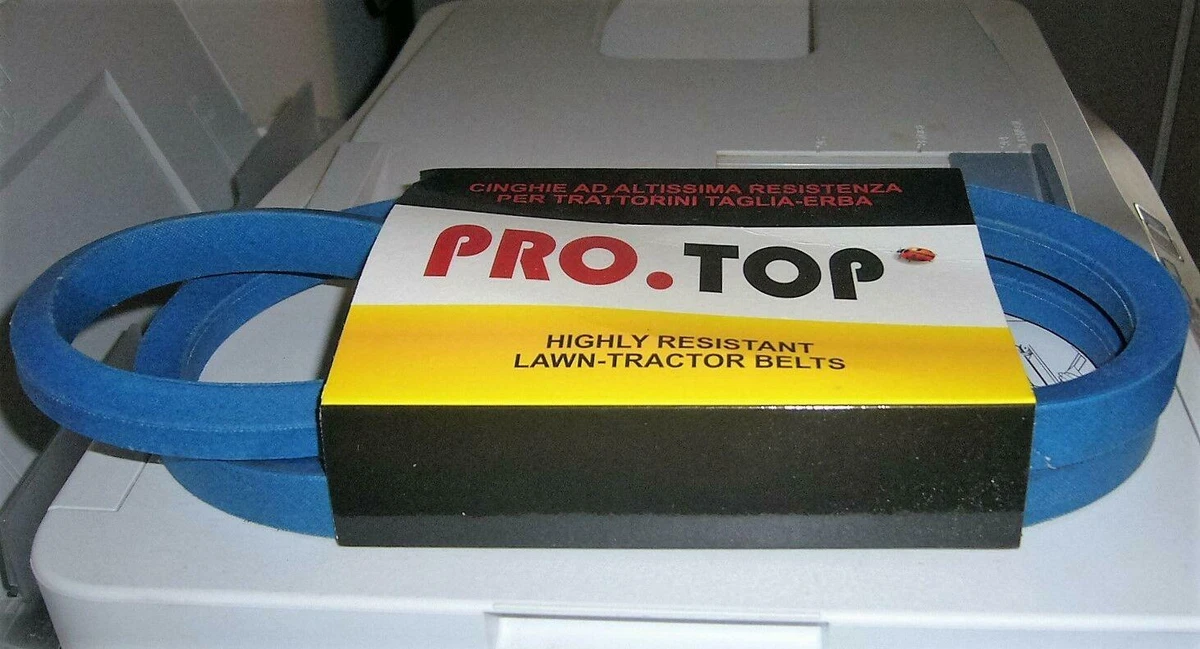 CINGHIE AD ALTISSIMA RESISTENZA
PER TRATTORINI TAGLIA-ERBA
PRO.TOP
HIGHLY RESISTANT
LAWN-TRACTOR BELTS